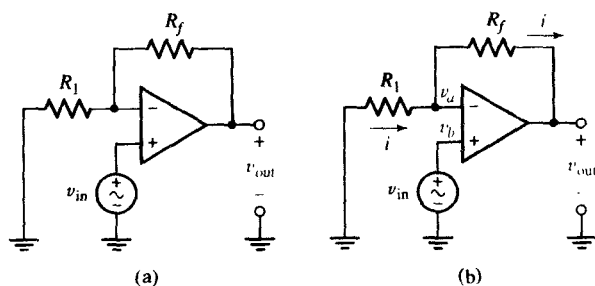 R_f
R_1
−
+
+
−
v_in
+
v_out
-
(a)
i
R_f
R_1
v_a
−
i
v_b
+
+
−
v_in
+
v_out
-
(b)